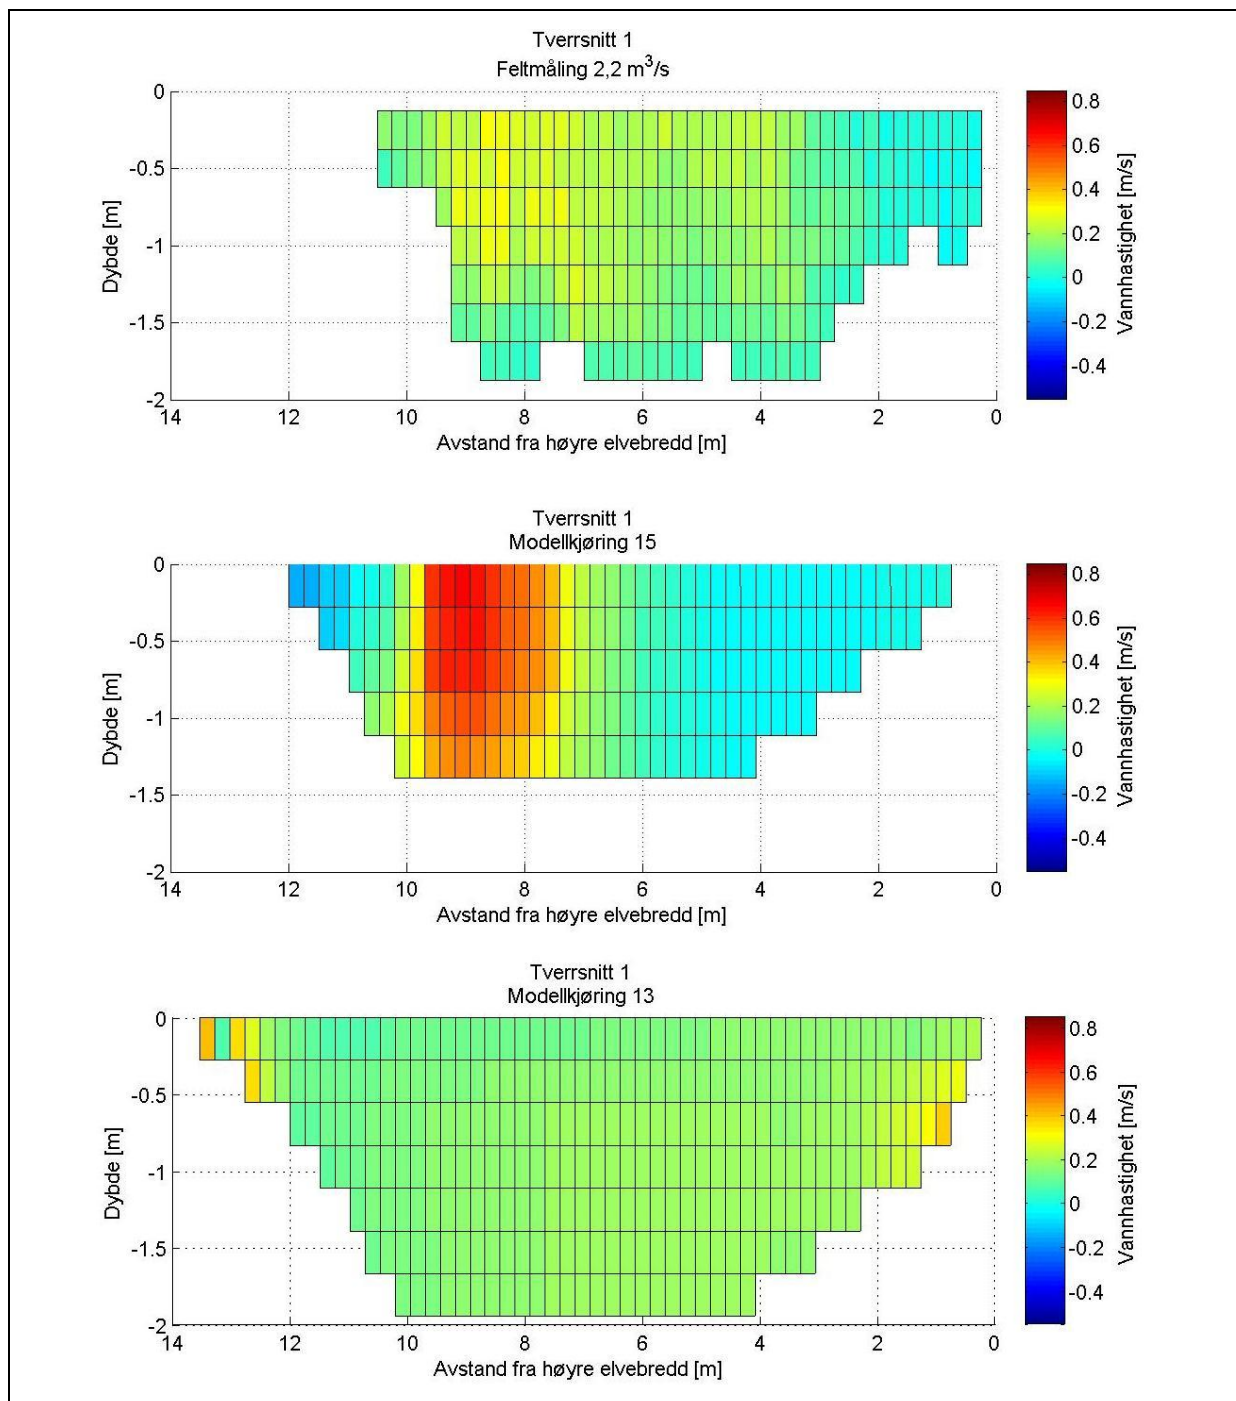 Tverrsnitt 1
Feltmåling 2,2 m³/s
0
-0.5
-1
-1.5
-2
Dybde [m]
14 12 10 8 6 4 2 0
Avstand fra høyre elvebredd [m]
0.8
0.6
0.4
0.2
0
-0.2
-0.4
Vannhastighet [m/s]
Tverrsnitt 1
Modellkjøring 15
0
-0.5
-1
-1.5
-2
Dybde [m]
14 12 10 8 6 4 2 0
Avstand fra høyre elvebredd [m]
0.8
0.6
0.4
0.2
0
-0.2
-0.4
Vannhastighet [m/s]
Tverrsnitt 1
Modellkjøring 13
0
-0.5
-1
-1.5
-2
Dybde [m]
14 12 10 8 6 4 2 0
Avstand fra høyre elvebredd [m]
0.8
0.6
0.4
0.2
0
-0.2
-0.4
Vannhastighet [m/s]